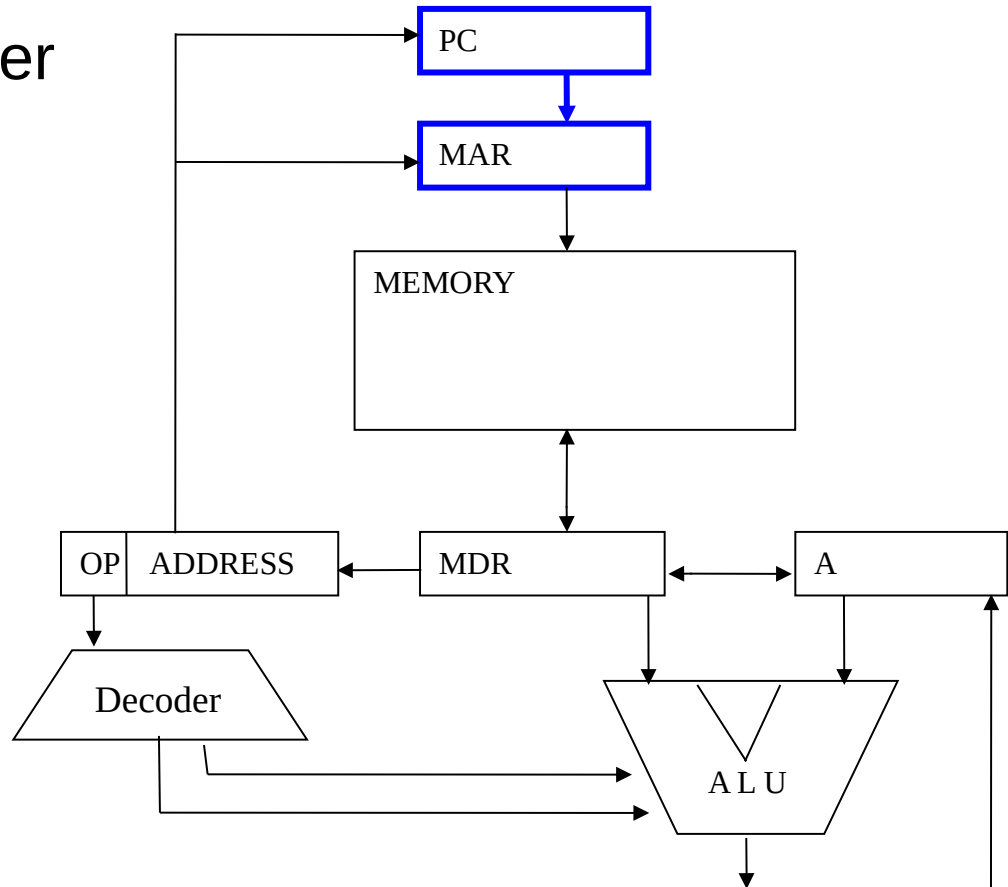 er
PC
MAR
MEMORY
OP ADDRESS
MDR
A
Decoder
A L U